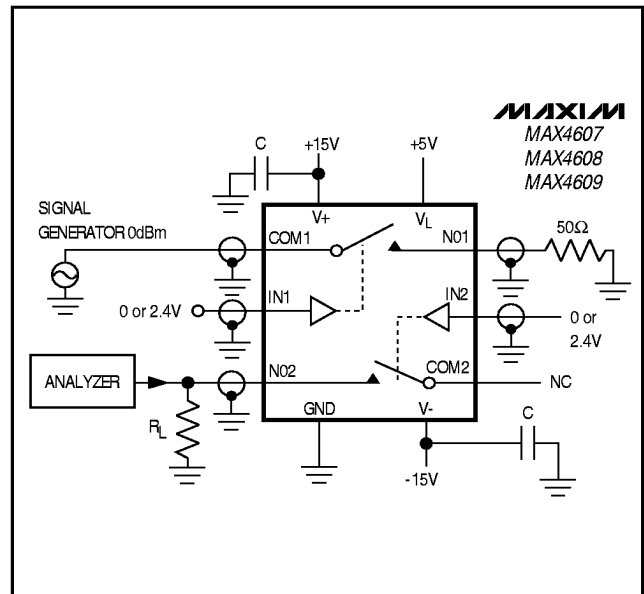 MAXIM
MAX4607
MAX4608
MAX4609
C
+15V
+5V
SIGNAL
GENERATOR 0dBm
V+
VL
50Ω
COM1
N01
IN1
IN2
0 or 2.4V
0 or
2.4V
N02
COM2
ANALYZER
NC
RL
GND
V-
C
-15V